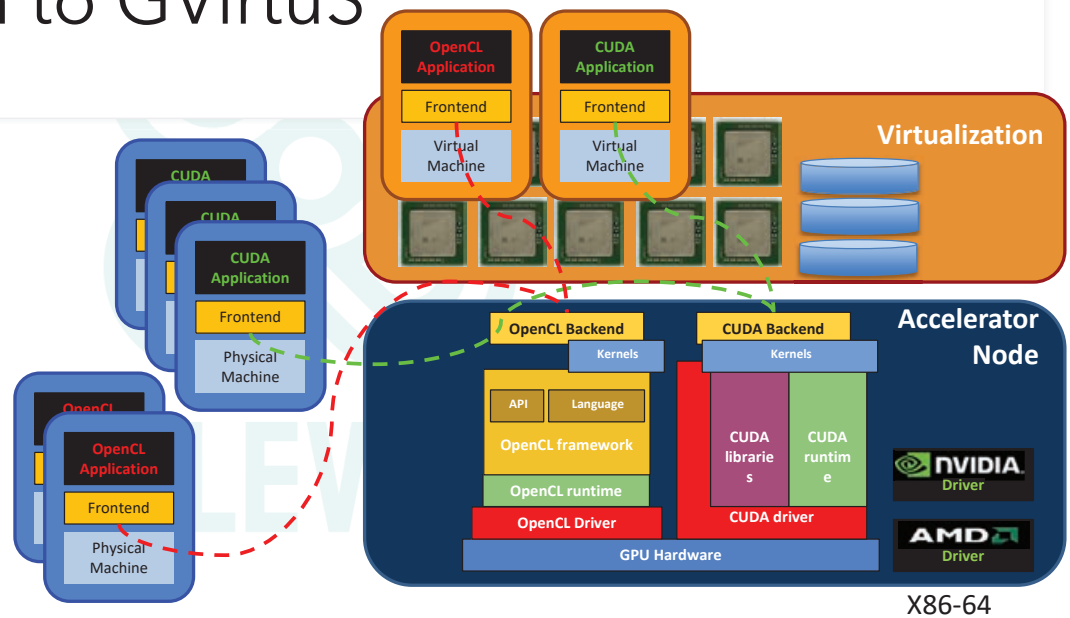 to GVirtuS
OpenCL
Application
Frontend
Virtual
Machine
CUDA
Application
Frontend
Virtual
Machine
Virtualization
CUDA
CUDA
CUDA
Application
Frontend
Physical
Machine
OpenCL
OpenCL
Application
Frontend
Physical
Machine
Accelerator
Node
OpenCL Backend
Kernels
API
Language
OpenCL framework
OpenCL runtime
OpenCL Driver
CUDA Backend
Kernels
CUDA
librarie
s
CUDA
runtim
e
CUDA driver
GPU Hardware
NVIDIA.
Driver
AMD
Driver
X86-64